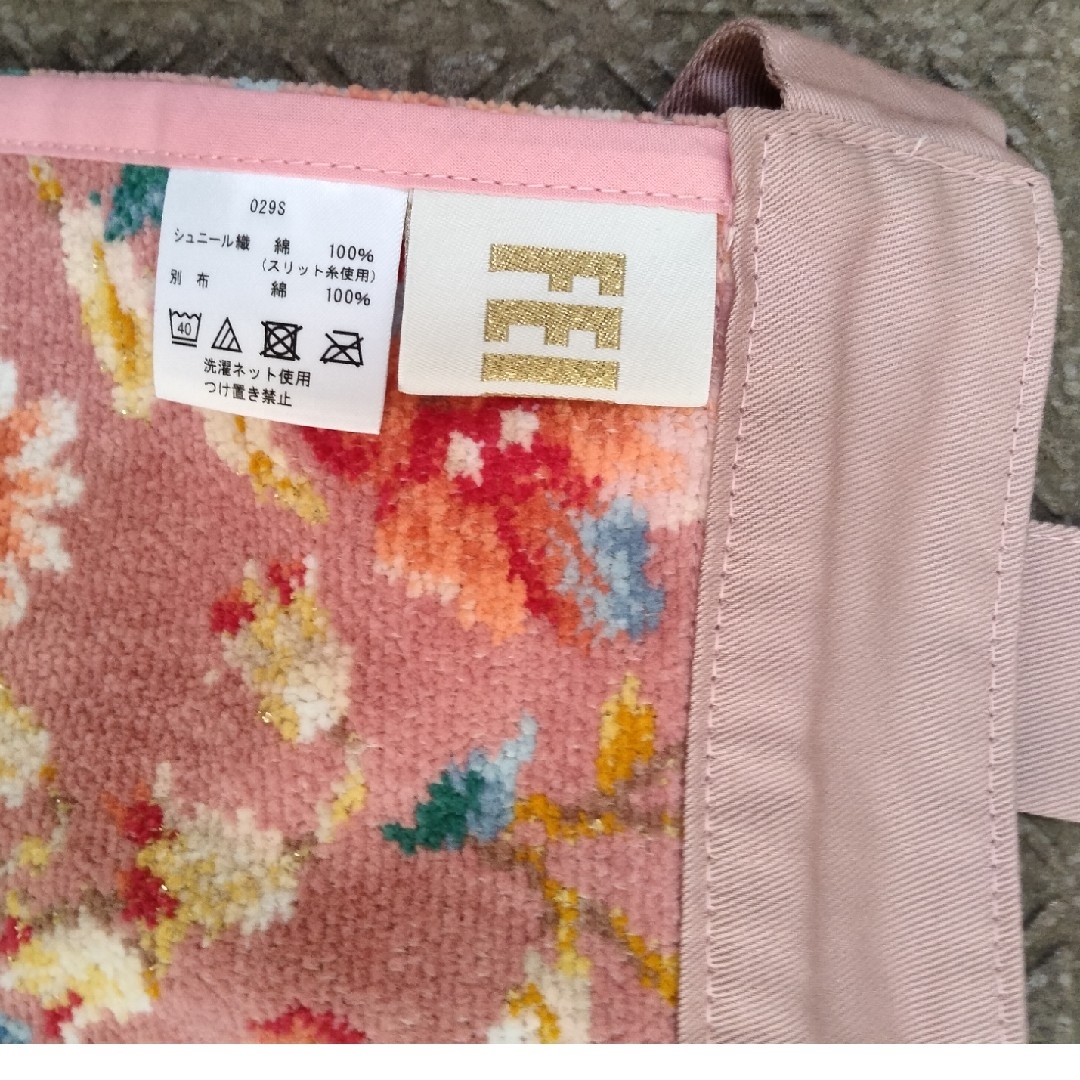 029S
シュニール織 綿 100%
(スリット糸使用)
別 布 綿 100%
40
洗濯ネット使用
つけ置き禁止